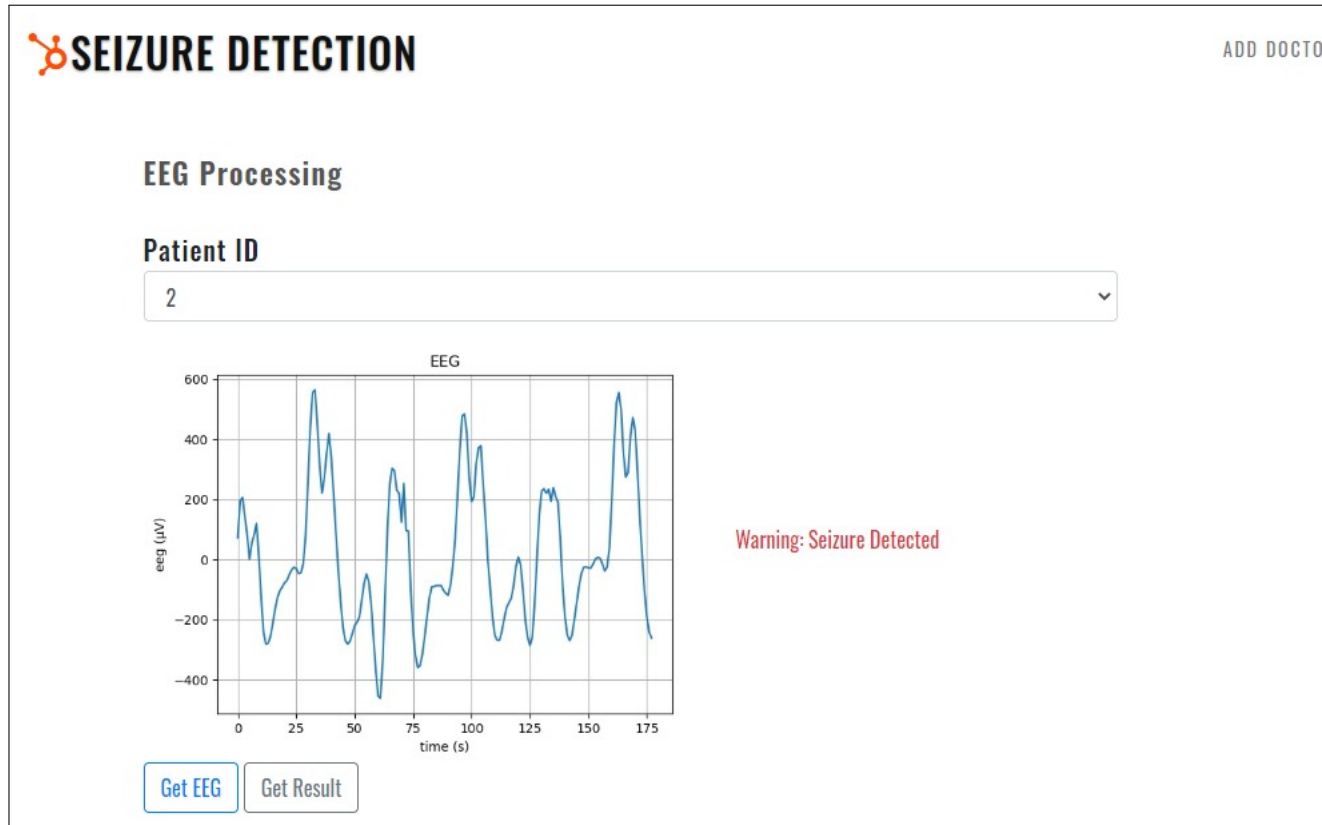 SEIZURE DETECTION
ADD DOCTO
EEG Processing
Patient ID
2
EEG
600
400
200
0
−200
−400
eeg (µV)
0 25 50 75 100 125 150 175
time (s)
Warning: Seizure Detected
Get EEG Get Result